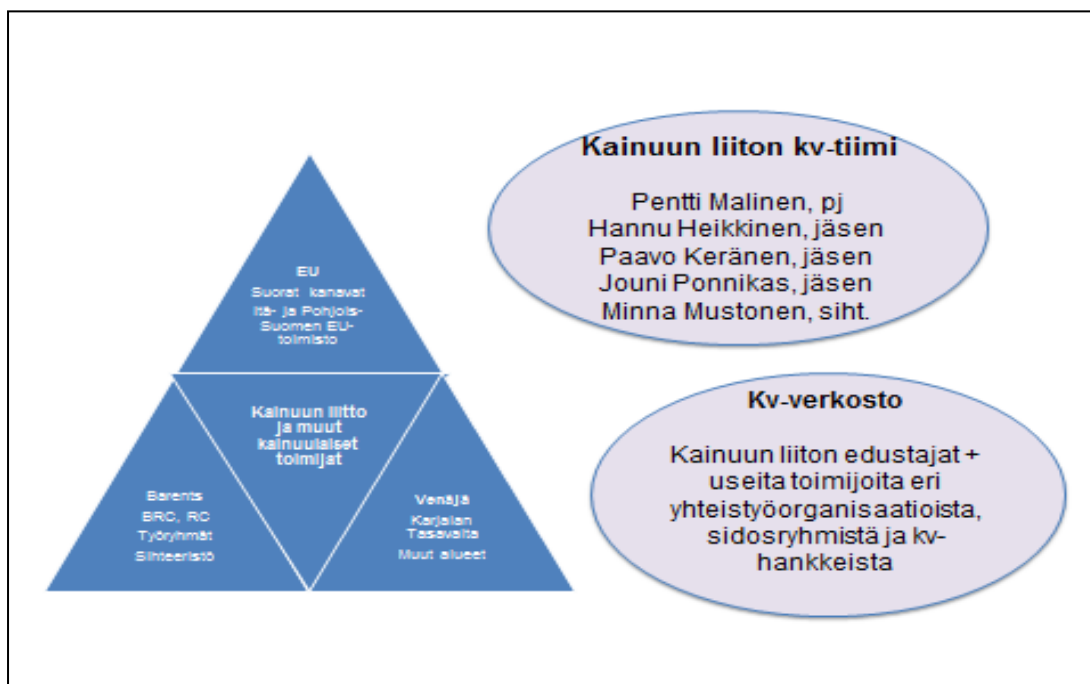 EU
Suorat kanavat
Itä- ja Pohjois-
Suomen EU-
toimisto
Kainuun liitto
ja muut
kainuulaiset
toimijat
Barents
BRC, RC
Työryhmät
Sihteeristö
Venäjä
Karjalan
Tasavalta
Muut alueet
Kainuun liiton kv-tiimi
Pentti Malinen, pj
Hannu Heikkinen, jäsen
Paavo Keränen, jäsen
Jouni Ponnikas, jäsen
Minna Mustonen, siht.
Kv-verkosto
Kainuun liiton edustajat +
useita toimijoita eri
yhteistyöorganisaatioista,
sidosryhmistä ja kv-
hankkeista